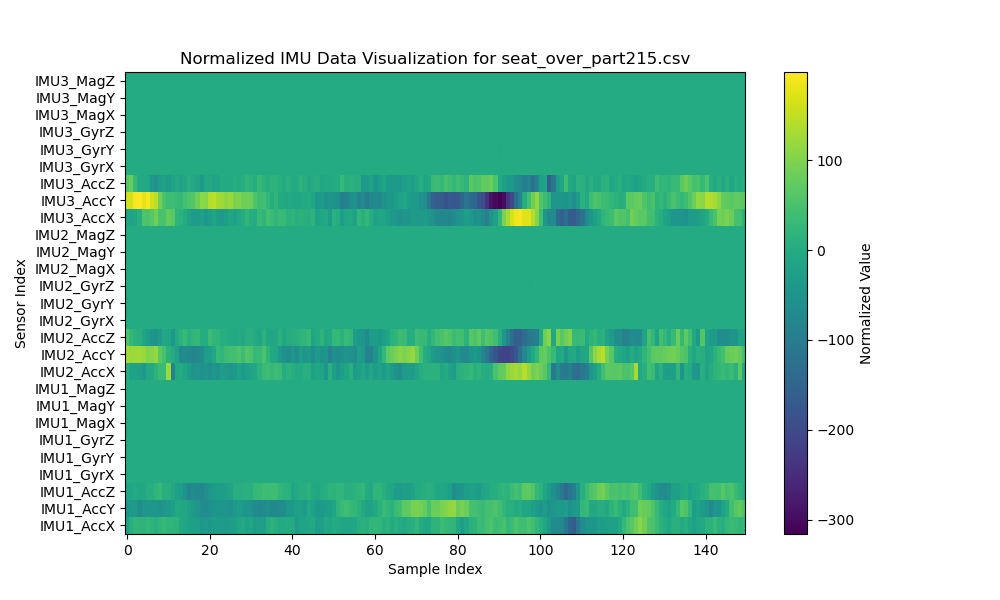 Normalized IMU Data Visualization for seat_over_part215.csv
IMU3_MagZ
IMU3_MagY
IMU3_MagX
IMU3_GyrZ
IMU3_GyrY
IMU3_GyrX
IMU3_AccZ
IMU3_AccY
IMU3_AccX
IMU2_MagZ
IMU2_MagY
IMU2_MagX
IMU2_GyrZ
IMU2_GyrY
IMU2_GyrX
IMU2_AccZ
IMU2_AccY
IMU2_AccX
IMU1_MagZ
IMU1_MagY
IMU1_MagX
IMU1_GyrZ
IMU1_GyrY
IMU1_GyrX
IMU1_AccZ
IMU1_AccY
IMU1_AccX
Sensor Index
0 20 40 60 80 100 120 140
Sample Index
100
0
−100
−200
−300
Normalized Value